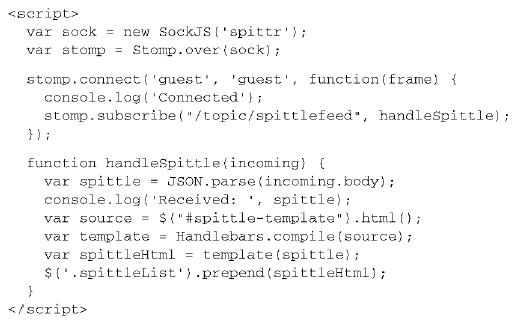 <script>
  var sock = new SockJS('spittr');
  var stomp = Stomp.over(sock);
  stomp.connect('guest', 'guest', function(frame) {
    console.log('Connected');
    stomp.subscribe("/topic/spittlefeed", handleSpittle);
  });
  function handleSpittle(incoming) {
    var spittle = JSON.parse(incoming.body);
    console.log('Received: ', spittle);
    var source = $("#spittle-template").html();
    var template = Handlebars.compile(source);
    var spittleHtml = template(spittle);
    $('.spittleList').prepend(spittleHtml);
  }
</script>